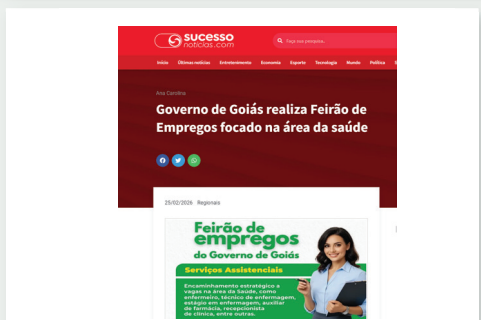 sucesso
noticias.com
Faça sua pesquisa..
Início Últimas notícias Entretenimento Economia Esporte Tecnologia Mundo Política
Ana Carolina
Governo de Goiás realiza Feirão de
Empregos focado na área da saúde
25/02/2026 Regionais
Feirão de
empregos
do Governo de Goiás
Serviços Assistenciais
Encaminhamento estratégico a
vagas na área da Saúde, como
enfermeiro, técnico de enfermagem,
estágio em enfermagem, auxiliar
de farmácia, recepcionista
de clínica, entre outras.